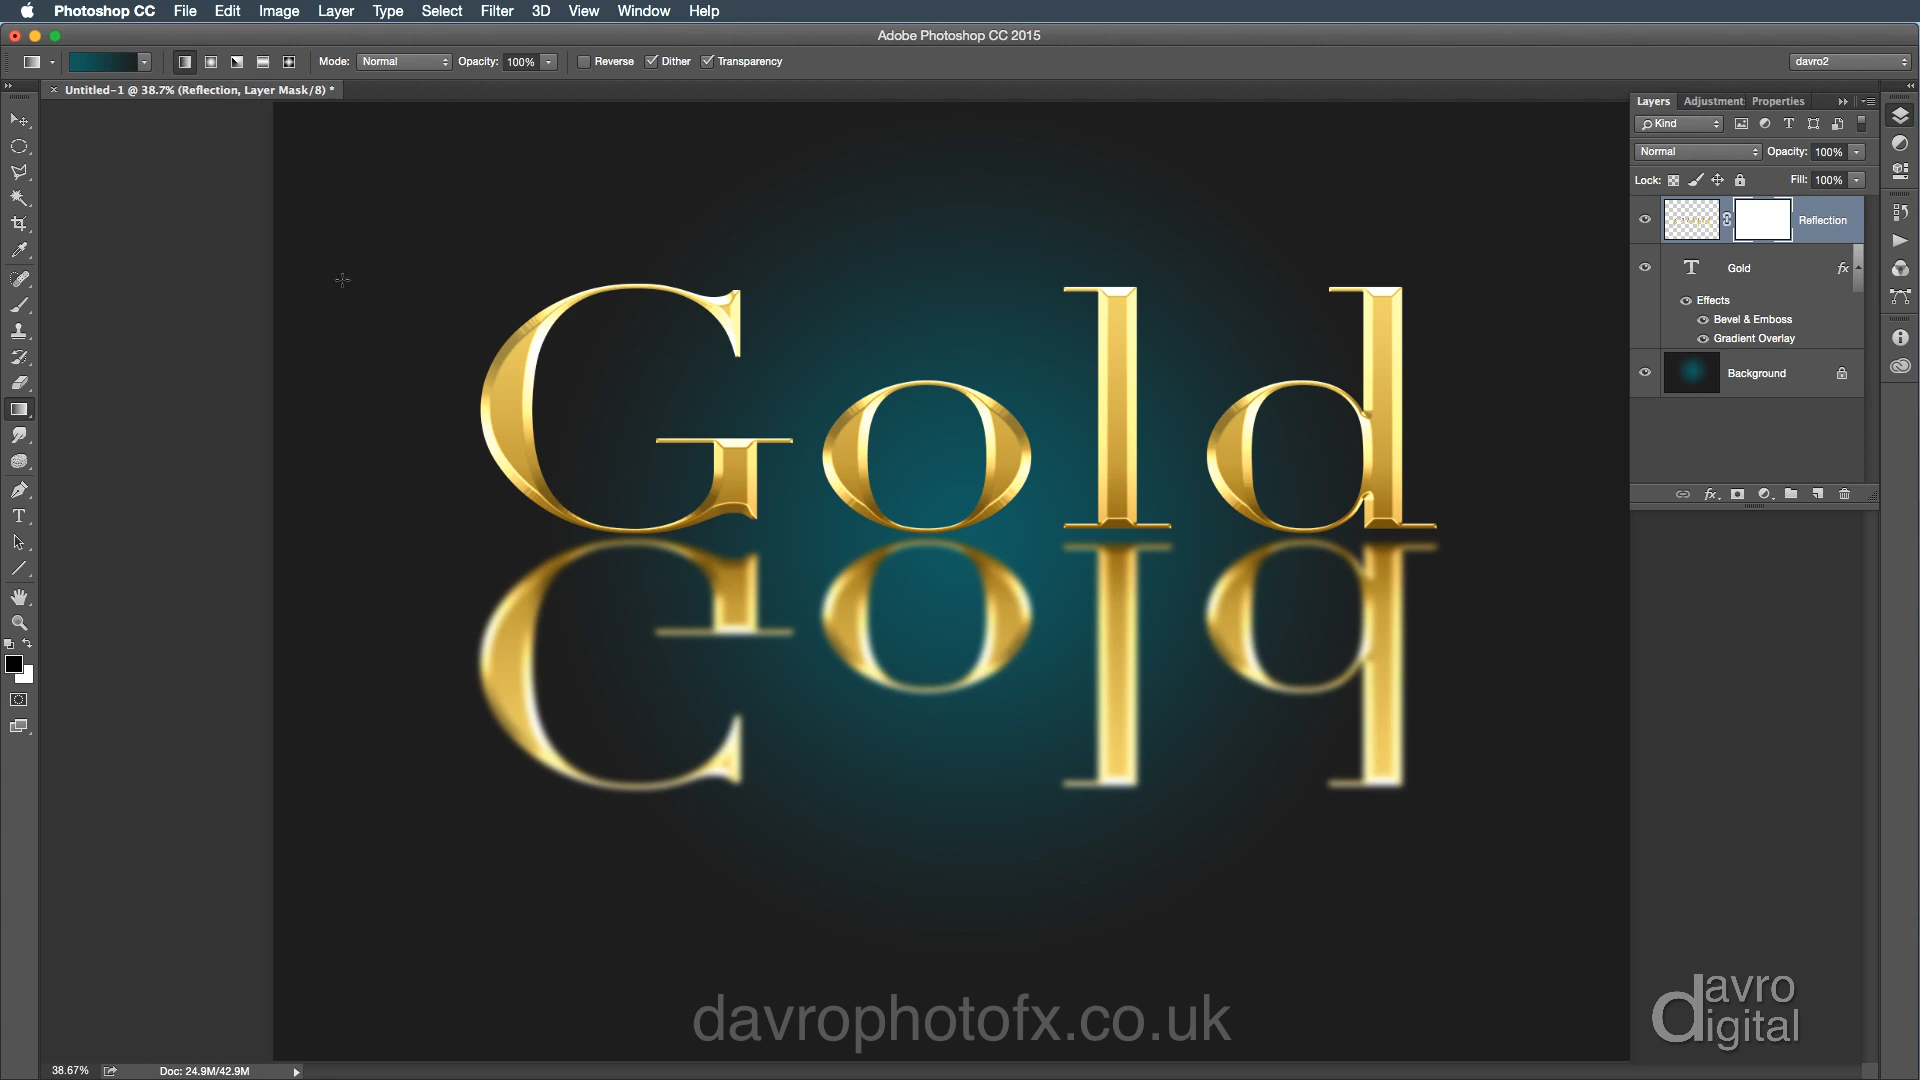 Photoshop CC File Edit Image Layer Type Select Filter 3D View Window Help
Adobe Photoshop CC 2015
Mode: Normal Opacity: 100% Reverse Dither Transparency davro2
Untitled-1 @ 38.7% (Reflection, Layer Mask/8) *
Layers Adjustment Properties
Kind
Normal Opacity: 100%
Lock: Fill: 100%
Reflection
T Gold fx
Effects
Bevel & Emboss
Gradient Overlay
Background
fx
Gold
Gold
davrophotofx.co.uk
davro
digital
38.67% Doc: 24.9M/42.9M